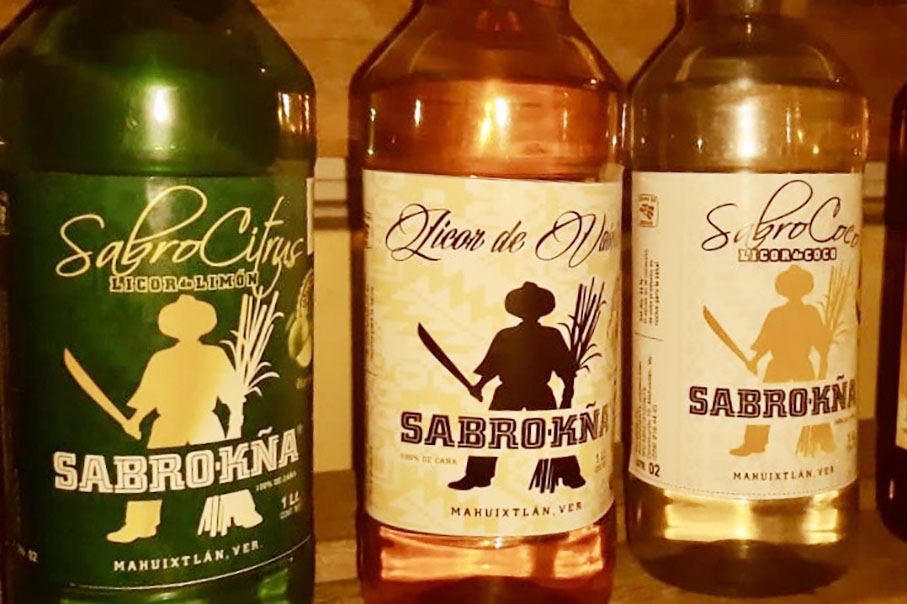 SabroCitrus
LICOR de LIMÓN
SABRO·KÑA
100% DE CAÑA
1 Lt.
MAHUIXTLÁN, VER.
02
Licor de
SABRO·KÑA
100% DE CAÑA
1 Lt.
MAHUIXTLÁN, VER.
SabroCoco
LICOR de COCO
SABRO·KÑA
MAHUIXTLÁN, VER.
02